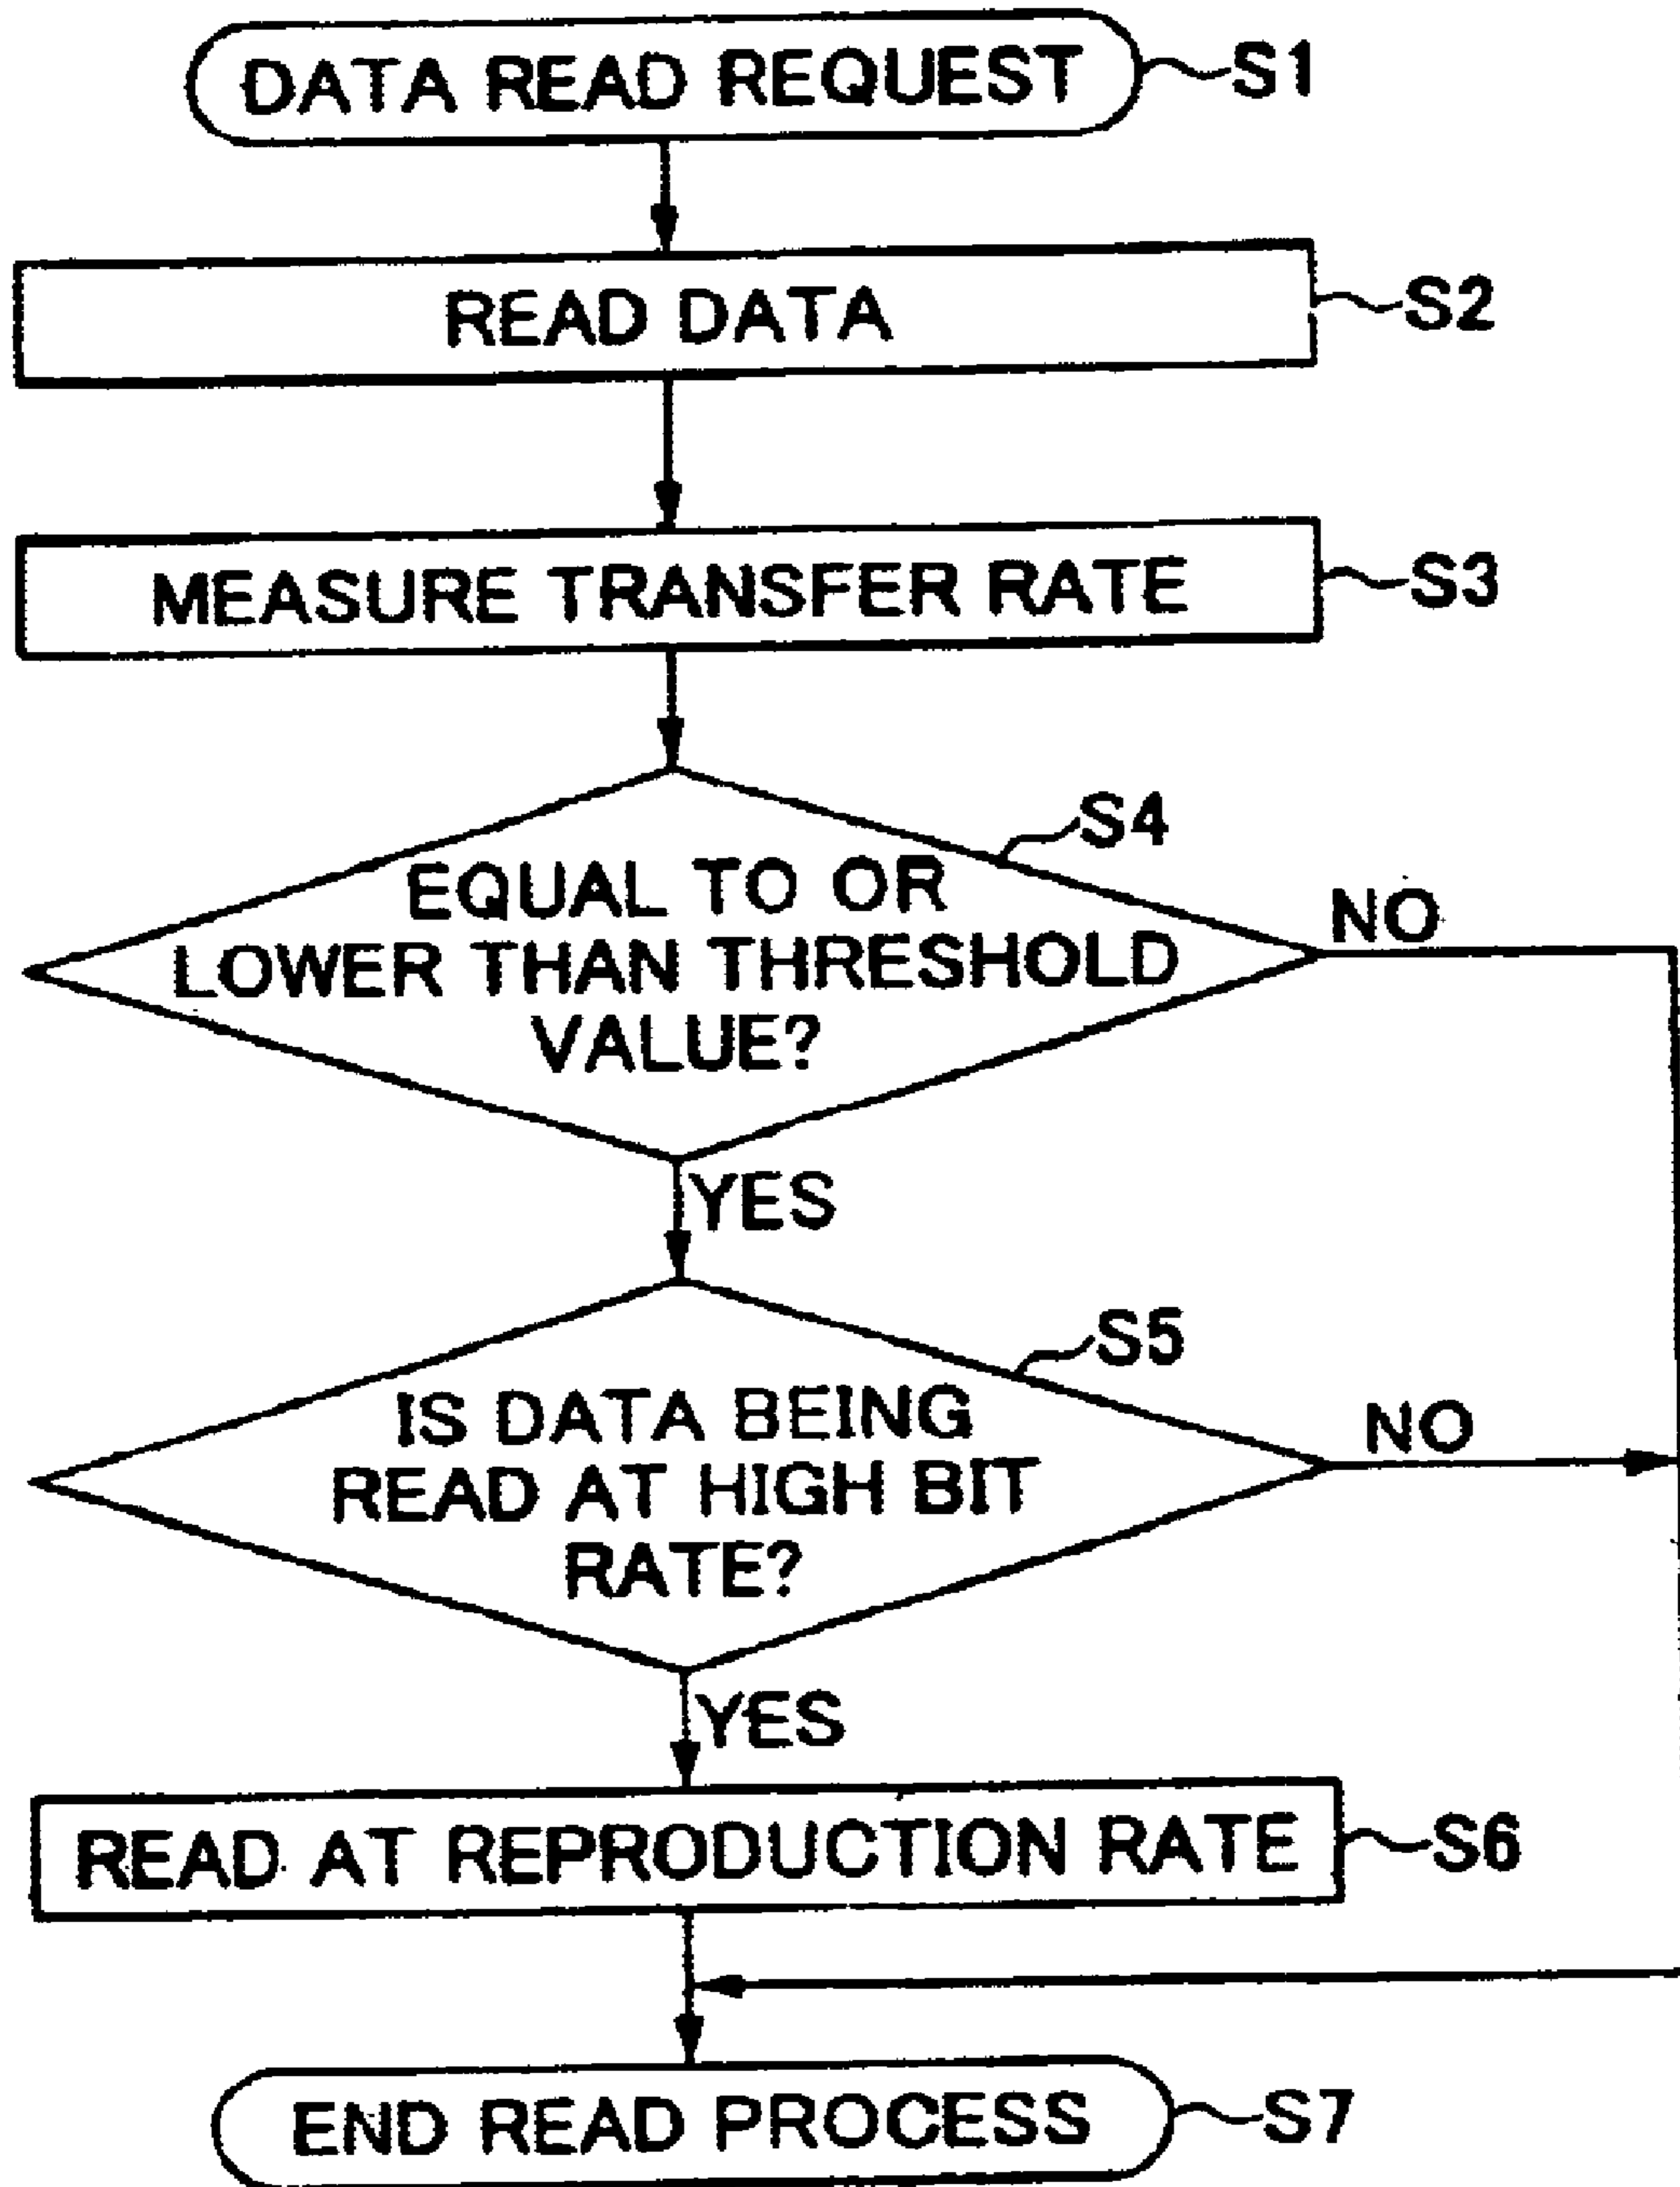 DATA READ REQUEST S1
READ DATA S2
MEASURE TRANSFER RATE S3
S4
EQUAL TO OR
NO
LOWER THAN THRESHOLD
VALUE?
YES
S5
IS DATA BEING
NO
READ AT HIGH BIT
RATE?
YES
READ AT REPRODUCTION RATE S6
END READ PROCESS S7